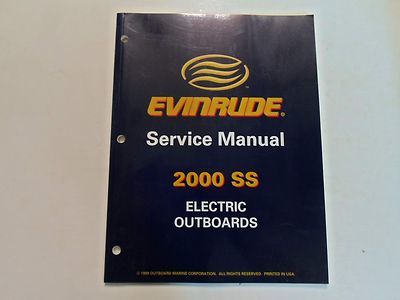 EVINRUDE®
Service Manual
2000 SS
ELECTRIC
OUTBOARDS
© 1999 OUTBOARD MARINE CORPORATION. ALL RIGHTS RESERVED. PRINTED IN USA.